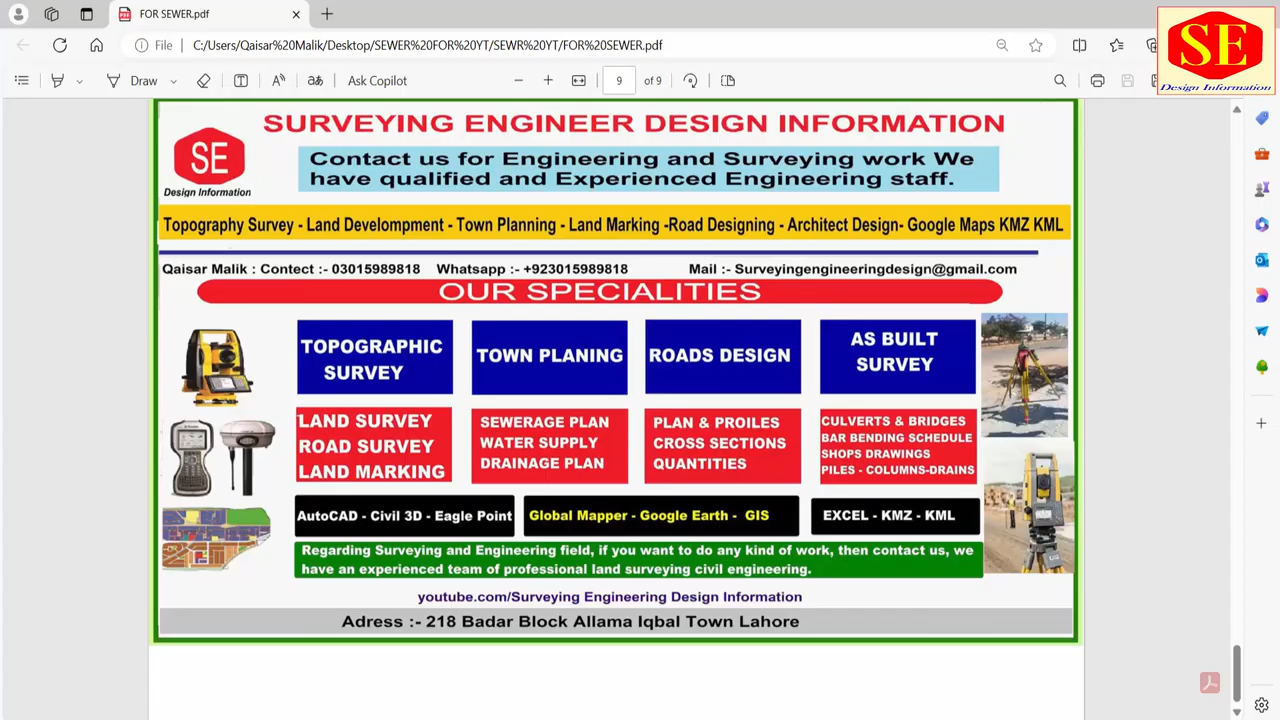 FOR SEWER.pdf
File C:/Users/Qaisar%20Malik/Desktop/SEWER%20FOR%20YT/SEWR%20YT/FOR%20SEWER.pdf
Draw Ask Copilot 9 of 9
SE
Design Information
SURVEYING ENGINEER DESIGN INFORMATION
SE
Design Information
Contact us for Engineering and Surveying work We
have qualified and Experienced Engineering staff.
Topography Survey - Land Develompment - Town Planning - Land Marking -Road Designing - Architect Design- Google Maps KMZ KML
Qaisar Malik : Contect :- 03015989818 Whatsapp :- +923015989818 Mail :- Surveyingengineeringdesign@gmail.com
OUR SPECIALITIES
TOPOGRAPHIC
SURVEY
TOWN PLANING
ROADS DESIGN
AS BUILT
SURVEY
LAND SURVEY
ROAD SURVEY
LAND MARKING
SEWERAGE PLAN
WATER SUPPLY
DRAINAGE PLAN
PLAN & PROILES
CROSS SECTIONS
QUANTITIES
CULVERTS & BRIDGES
BAR BENDING SCHEDULE
SHOPS DRAWINGS
PILES - COLUMNS-DRAINS
AutoCAD - Civil 3D - Eagle Point
Global Mapper - Google Earth - GIS
EXCEL - KMZ - KML
Regarding Surveying and Engineering field, if you want to do any kind of work, then contact us, we
have an experienced team of professional land surveying civil engineering.
youtube.com/Surveying Engineering Design Information
Adress :- 218 Badar Block Allama Iqbal Town Lahore